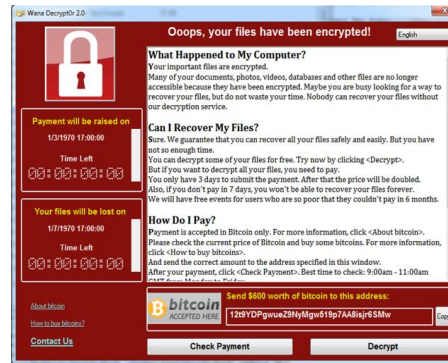 Wana Decrypt0r 2.0
Ooops, your files have been encrypted!
English
What Happened to My Computer?
Your important files are encrypted.
Many of your documents, photos, videos, databases and other files are no longer
accessible because they have been encrypted. Maybe you are busy looking for a way to
recover your files, but do not waste your time. Nobody can recover your files without
our decryption service.
Can I Recover My Files?
Sure. We guarantee that you can recover all your files safely and easily. But you have
not so enough time.
You can decrypt some of your files for free. Try now by clicking <Decrypt>.
But if you want to decrypt all your files, you need to pay.
You only have 3 days to submit the payment. After that the price will be doubled.
Also, if you don't pay in 7 days, you won't be able to recover your files forever.
We will have free events for users who are so poor that they couldn't pay in 6 months.
How Do I Pay?
Payment is accepted in Bitcoin only. For more information, click <About bitcoin>.
Please check the current price of Bitcoin and buy some bitcoins. For more information,
click <How to buy bitcoins>.
And send the correct amount to the address specified in this window.
After your payment, click <Check Payment>. Best time to check: 9:00am - 11:00am
GMT from Monday to Friday.
Payment will be raised on
1/3/1970 17:00:00
Time Left
00:00:00:00
Your files will be lost on
1/7/1970 17:00:00
Time Left
00:00:00:00
About bitcoin
How to buy bitcoins?
Contact Us
bitcoin
ACCEPTED HERE
Send $600 worth of bitcoin to this address:
12t9YDPgwueZ9NyMgw519p7AA8isjr6SMw
Copy
Check Payment
Decrypt